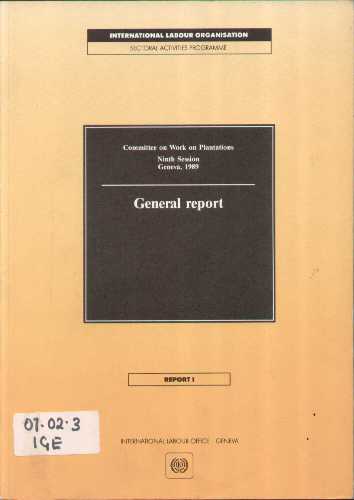 INTERNATIONAL LABOUR ORGANISATION
SECTORAL ACTIVITIES PROGRAMME
Committee on Work on Plantations
Ninth Session
Geneva, 1989
General report
REPORT I
07.02.3
IGE
INTERNATIONAL LABOUR OFFICE GENEVA